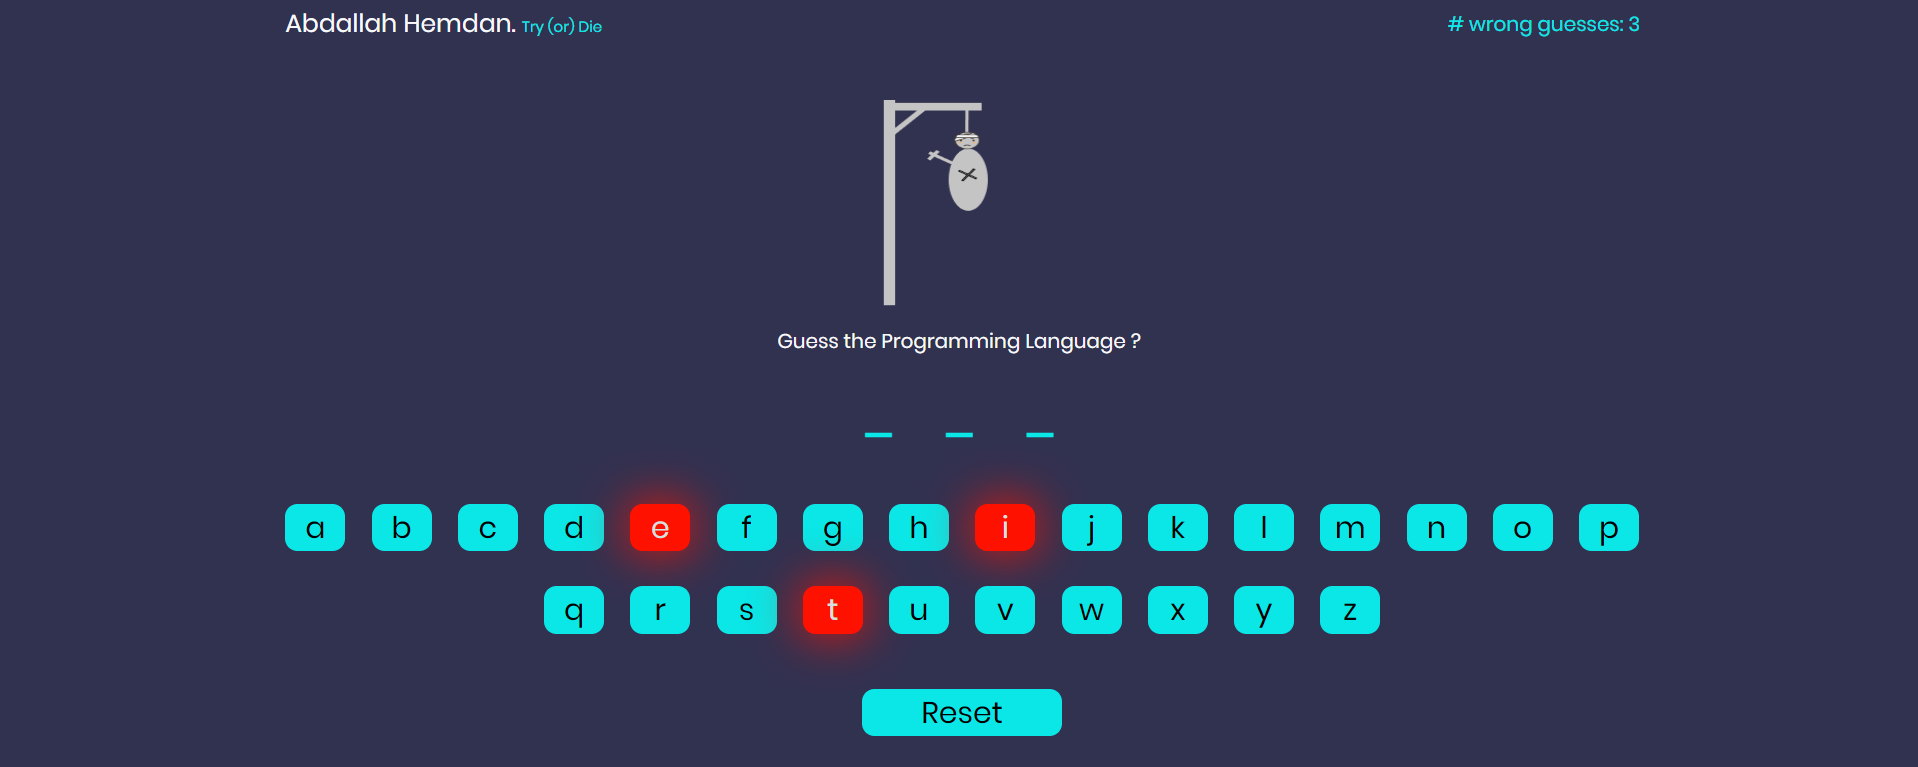 Abdallah Hemdan. Try (or) Die
# wrong guesses: 3
Guess the Programming Language ?
_ _ _
a b c d e f g h i j k l m n o p
q r s t u v w x y z
Reset